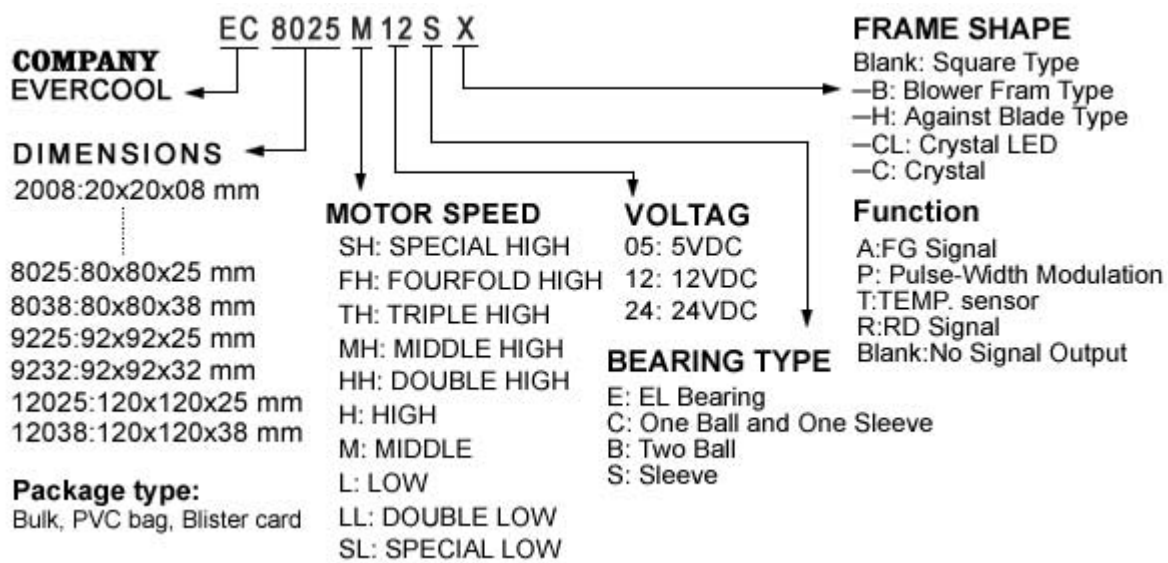 EC 8025 M 12 S X
COMPANY
EVERCOOL
DIMENSIONS
2008:20x20x08 mm
8025:80x80x25 mm
8038:80x80x38 mm
9225:92x92x25 mm
9232:92x92x32 mm
12025:120x120x25 mm
12038:120x120x38 mm
Package type:
Bulk, PVC bag, Blister card
MOTOR SPEED
SH: SPECIAL HIGH
FH: FOURFOLD HIGH
TH: TRIPLE HIGH
MH: MIDDLE HIGH
HH: DOUBLE HIGH
H: HIGH
M: MIDDLE
L: LOW
LL: DOUBLE LOW
SL: SPECIAL LOW
VOLTAG
05: 5VDC
12: 12VDC
24: 24VDC
BEARING TYPE
E: EL Bearing
C: One Ball and One Sleeve
B: Two Ball
S: Sleeve
FRAME SHAPE
Blank: Square Type
–B: Blower Fram Type
–H: Against Blade Type
–CL: Crystal LED
–C: Crystal
Function
A:FG Signal
P: Pulse-Width Modulation
T:TEMP. sensor
R:RD Signal
Blank:No Signal Output